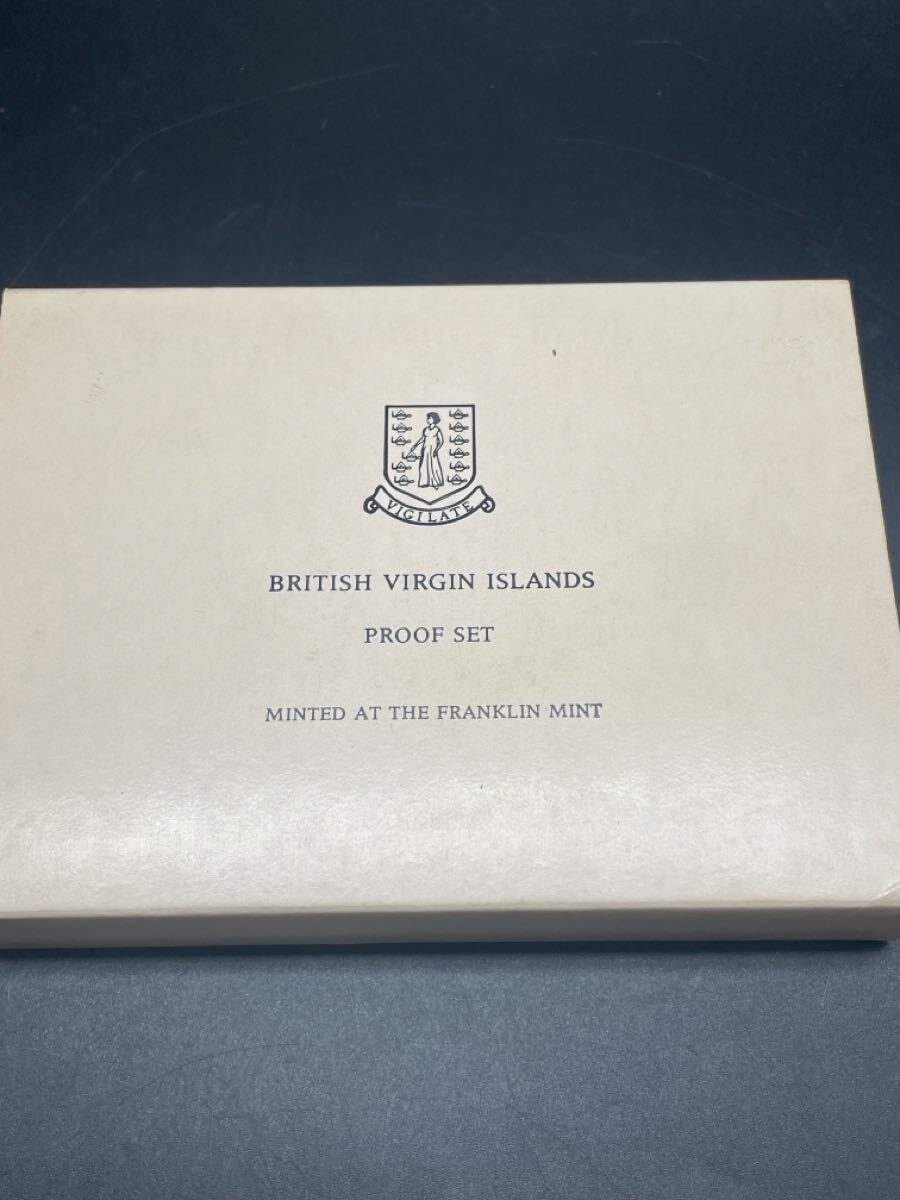 VIGILATE
BRITISH VIRGIN ISLANDS
PROOF SET
MINTED AT THE FRANKLIN MINT